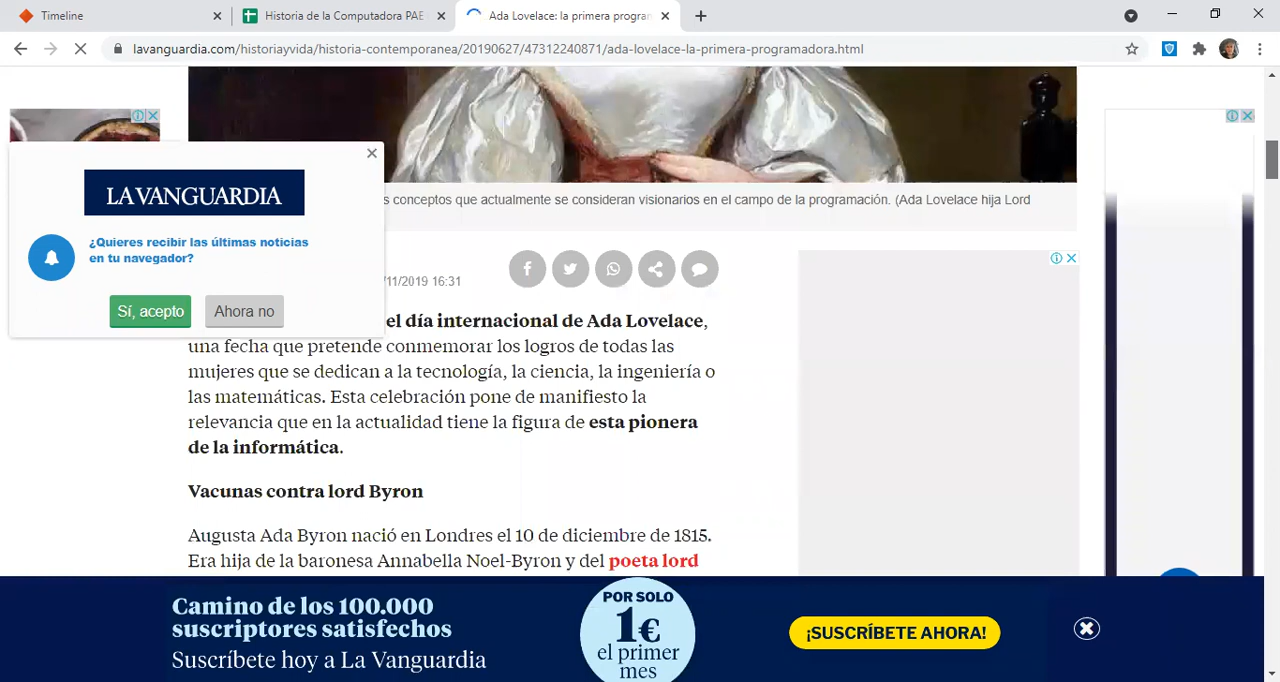 Timeline
Historia de la Computadora PAE
Ada Lovelace: la primera program
lavanguardia.com/historiayvida/historia-contemporanea/20190627/47312240871/ada-lovelace-la-primera-programadora.html
LA VANGUARDIA
¿Quieres recibir las últimas noticias
en tu navegador?
Sí, acepto
Ahora no
s conceptos que actualmente se consideran visionarios en el campo de la programación. (Ada Lovelace hija Lord
/11/2019 16:31
el día internacional de Ada Lovelace,
una fecha que pretende conmemorar los logros de todas las
mujeres que se dedican a la tecnología, la ciencia, la ingeniería o
las matemáticas. Esta celebración pone de manifiesto la
relevancia que en la actualidad tiene la figura de esta pionera
de la informática.
Vacunas contra lord Byron
Augusta Ada Byron nació en Londres el 10 de diciembre de 1815.
Era hija de la baronesa Annabella Noel-Byron y del poeta lord
Camino de los 100.000
suscriptores satisfechos
Suscríbete hoy a La Vanguardia
POR SOLO
1€
el primer
mes
¡SUSCRÍBETE AHORA!